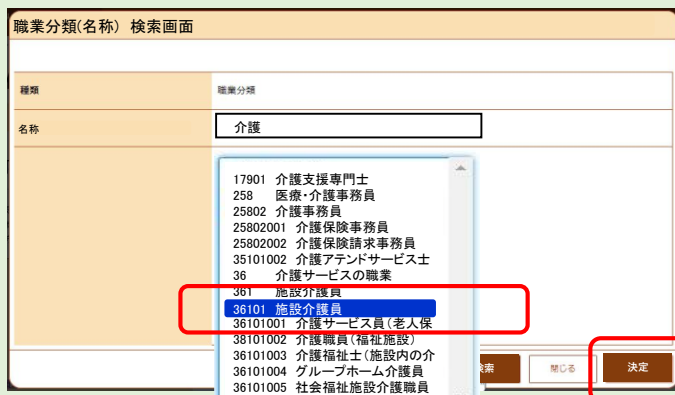 職業分類(名称) 検索画面
種類 職業分類
名称 介護
17901 介護支援専門士
258 医療・介護事務員
25802 介護事務員
25802001 介護保険事務員
25802002 介護保険請求事務員
35101002 介護アテンドサービス士
36 介護サービスの職業
361 施設介護員
36101 施設介護員
36101001 介護サービス員(老人保
38101002 介護職員(福祉施設)
36101003 介護福祉士(施設内の介
36101004 グループホーム介護員
36101005 社会福祉施設介護職員
索 閉じる 決定